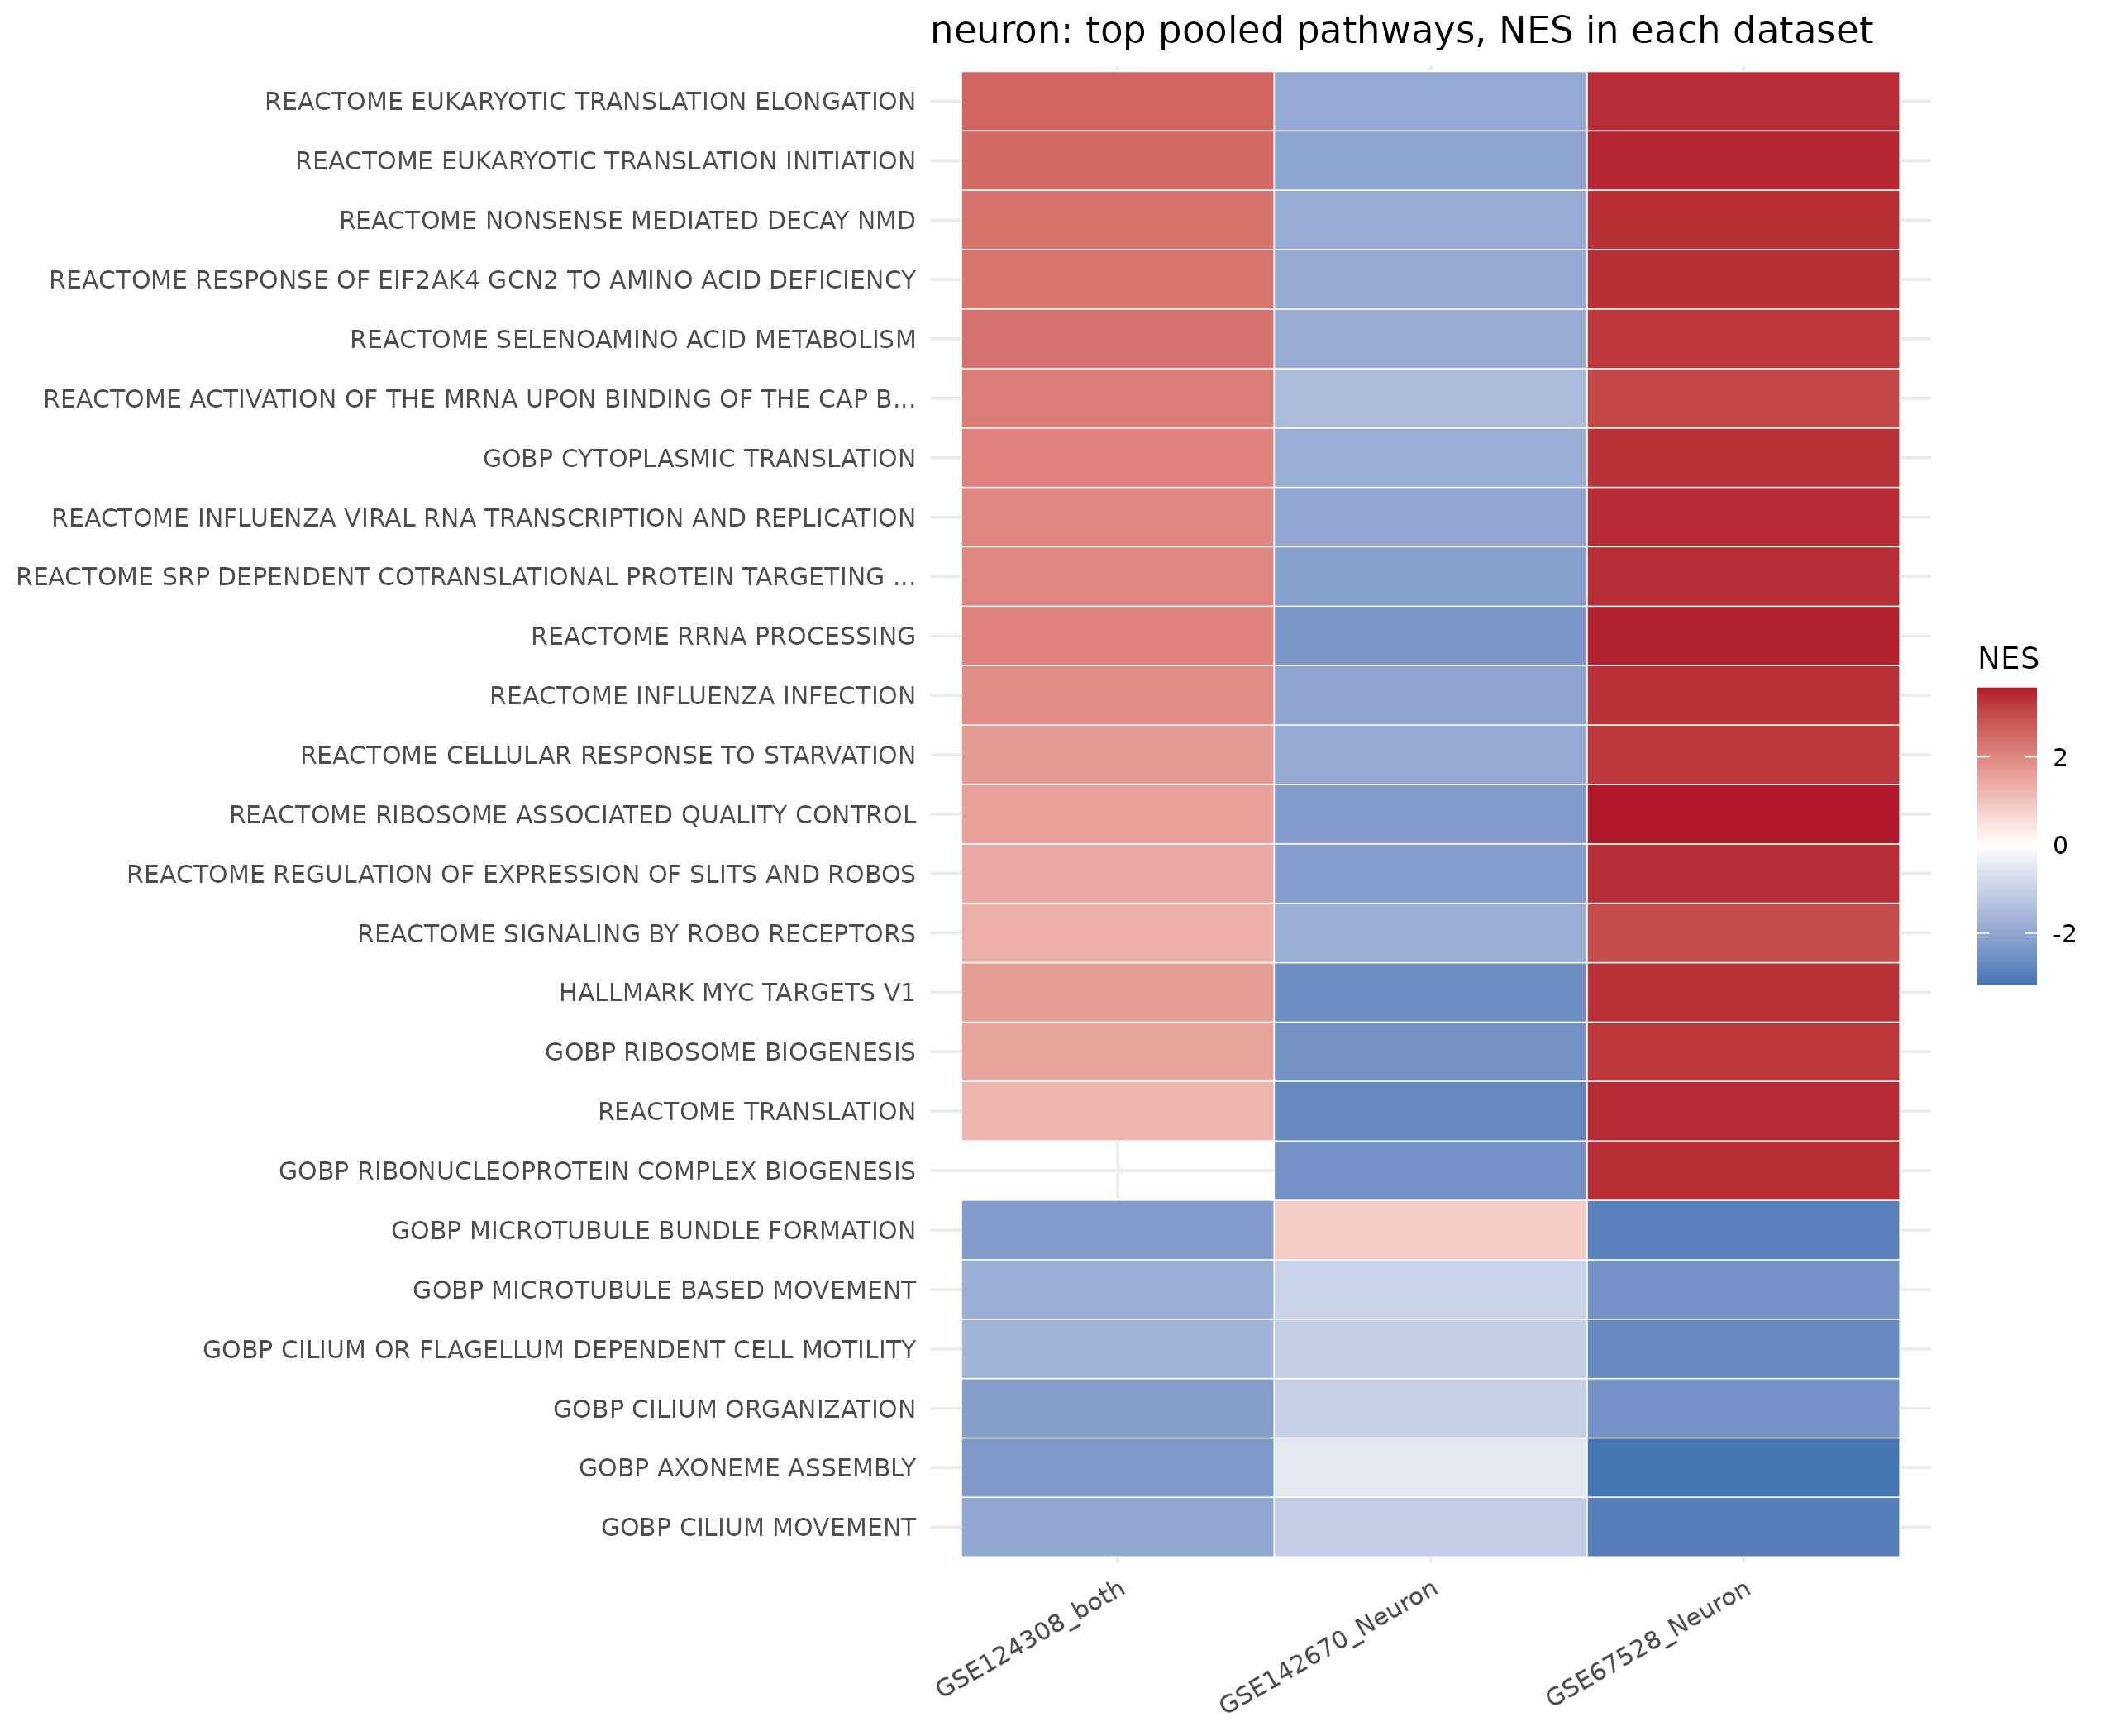 neuron: top pooled pathways, NES in each dataset
REACTOME EUKARYOTIC TRANSLATION ELONGATION
REACTOME EUKARYOTIC TRANSLATION INITIATION
REACTOME NONSENSE MEDIATED DECAY NMD
REACTOME RESPONSE OF EIF2AK4 GCN2 TO AMINO ACID DEFICIENCY
REACTOME SELENOAMINO ACID METABOLISM
REACTOME ACTIVATION OF THE MRNA UPON BINDING OF THE CAP B...
GOBP CYTOPLASMIC TRANSLATION
REACTOME INFLUENZA VIRAL RNA TRANSCRIPTION AND REPLICATION
REACTOME SRP DEPENDENT COTRANSLATIONAL PROTEIN TARGETING ...
REACTOME RRNA PROCESSING
REACTOME INFLUENZA INFECTION
REACTOME CELLULAR RESPONSE TO STARVATION
REACTOME RIBOSOME ASSOCIATED QUALITY CONTROL
REACTOME REGULATION OF EXPRESSION OF SLITS AND ROBOS
REACTOME SIGNALING BY ROBO RECEPTORS
HALLMARK MYC TARGETS V1
GOBP RIBOSOME BIOGENESIS
REACTOME TRANSLATION
GOBP RIBONUCLEOPROTEIN COMPLEX BIOGENESIS
GOBP MICROTUBULE BUNDLE FORMATION
GOBP MICROTUBULE BASED MOVEMENT
GOBP CILIUM OR FLAGELLUM DEPENDENT CELL MOTILITY
GOBP CILIUM ORGANIZATION
GOBP AXONEME ASSEMBLY
GOBP CILIUM MOVEMENT
GSE124308_both
GSE142670_Neuron
GSE67528_Neuron
NES
2
0
-2